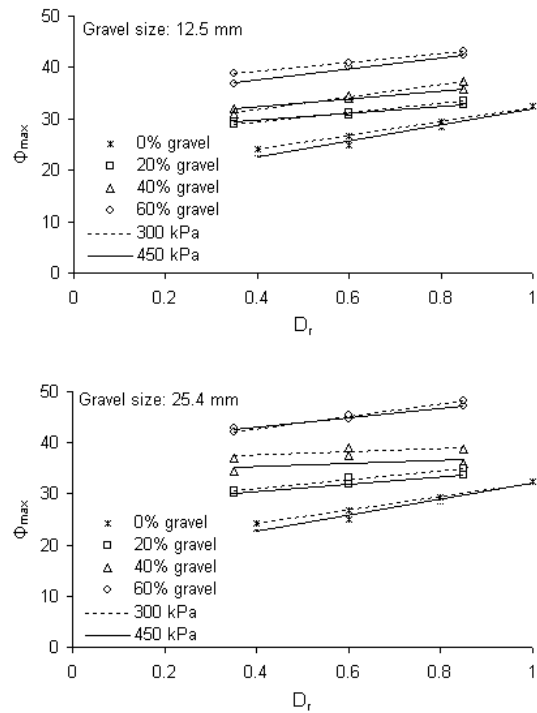 Gravel size: 12.5 mm
50
40
30
20
10
0
Φmax
0% gravel
20% gravel
40% gravel
60% gravel
300 kPa
450 kPa
0 0.2 0.4 0.6 0.8 1
Dr
Gravel size: 25.4 mm
50
40
30
20
10
0
Φmax
0% gravel
20% gravel
40% gravel
60% gravel
300 kPa
450 kPa
0 0.2 0.4 0.6 0.8 1
Dr